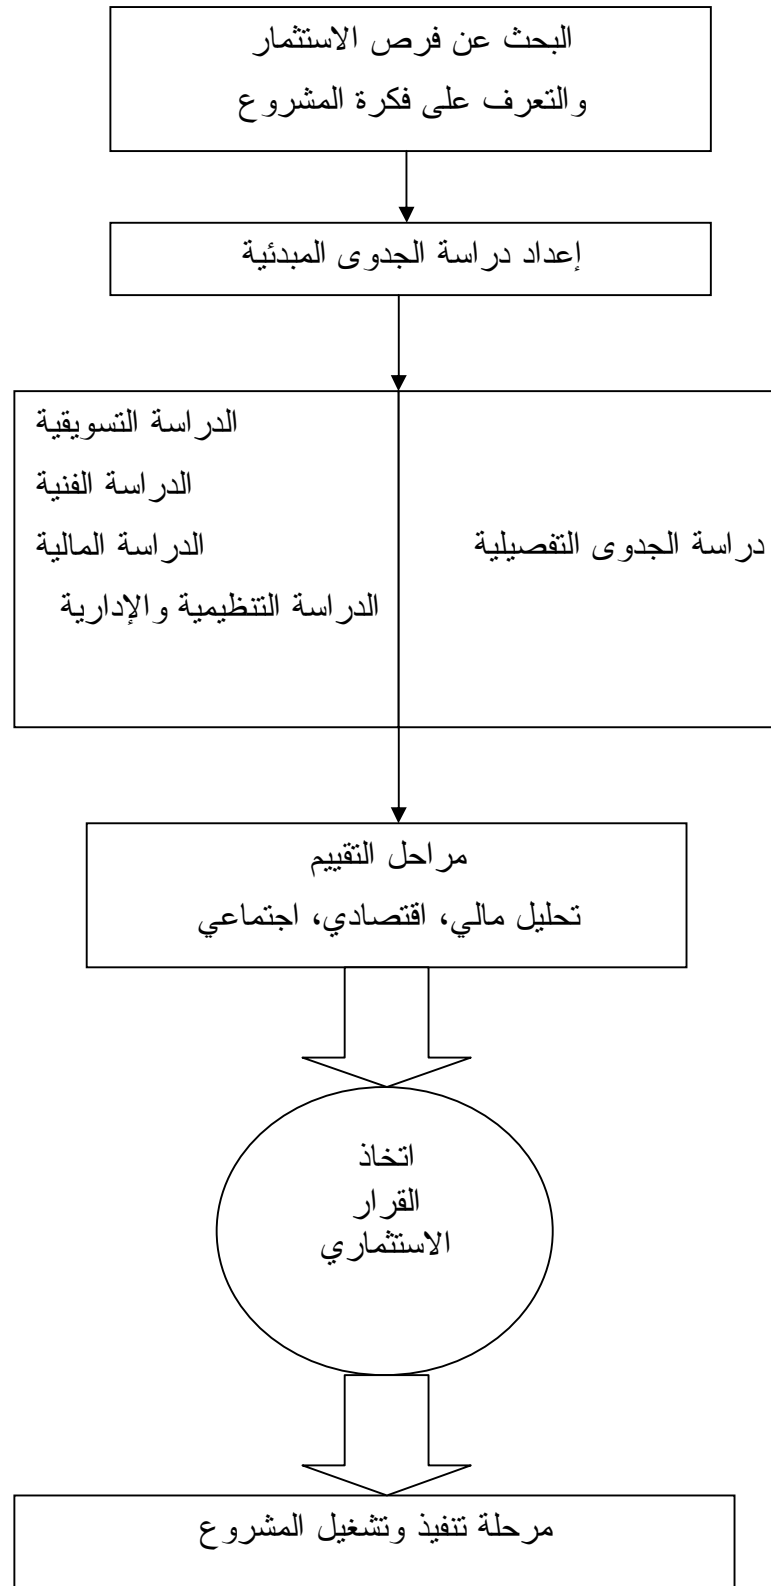 البحث عن فرص الاستثمار
والتعرف على فكرة المشروع
إعداد دراسة الجدوى المبدئية
دراسة الجدوى التفصيلية
الدراسة التسويقية
الدراسة الفنية
الدراسة المالية
الدراسة التنظيمية والإدارية
مراحل التقييم
تحليل مالي، اقتصادي، اجتماعي
اتخاذ
القرار
الاستثماري
مرحلة تنفيذ وتشغيل المشروع